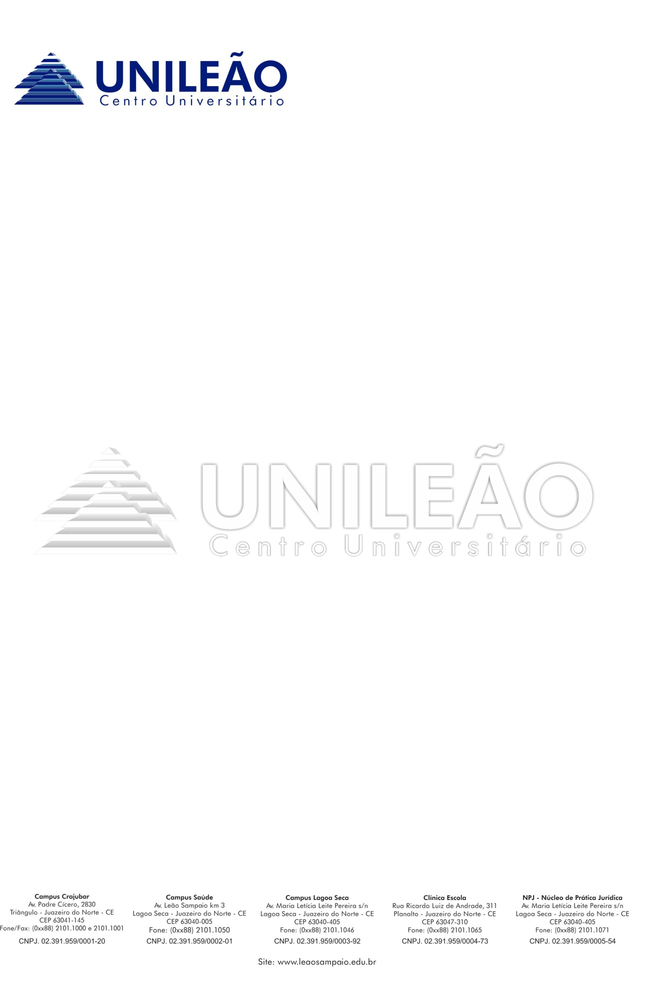 UNILEÃO
Centro Universitário
UNILEÃO
Centro Universitário
Campus Crajubar
Av. Padre Cícero, 2830
Triângulo - Juazeiro do Norte - CE
CEP 63041-145
Fone/Fax: (0xx88) 2101.1000 e 2101.1001
CNPJ. 02.391.959/0001-20
Campus Saúde
Av. Leão Sampaio km 3
Lagoa Seca - Juazeiro do Norte - CE
CEP 63040-005
Fone: (0xx88) 2101.1050
CNPJ. 02.391.959/0002-01
Campus Lagoa Seca
Av. Maria Letícia Leite Pereira s/n
Lagoa Seca - Juazeiro do Norte - CE
CEP 63040-405
Fone: (0xx88) 2101.1046
CNPJ. 02.391.959/0003-92
Clínica Escola
Rua Ricardo Luiz de Andrade, 311
Planalto - Juazeiro do Norte - CE
CEP 63047-310
Fone: (0xx88) 2101.1065
CNPJ. 02.391.959/0004-73
NPJ - Núcleo de Prática Jurídica
Av. Maria Letícia Leite Pereira s/n
Lagoa Seca - Juazeiro do Norte - CE
CEP 63040-405
Fone: (0xx88) 2101.1071
CNPJ. 02.391.959/0005-54
Site: www.leaosampaio.edu.br